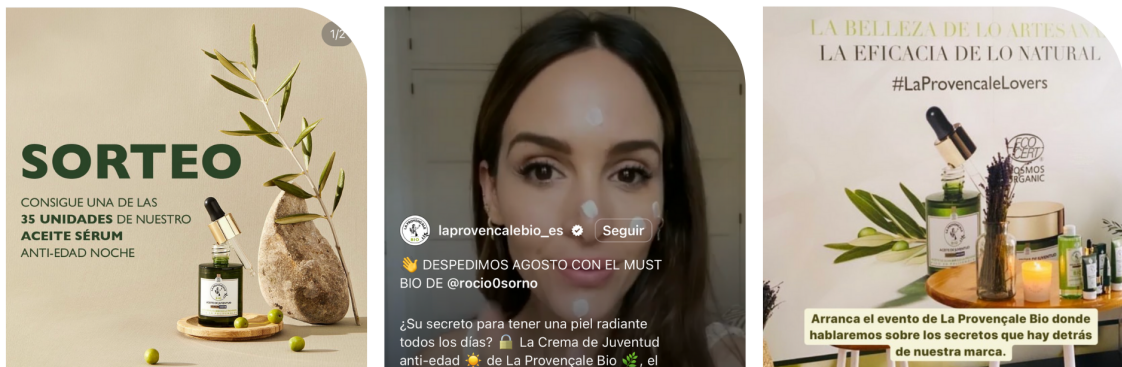 1/2
SORTEO
CONSIGUE UNA DE LAS
35 UNIDADES DE NUESTRO
ACEITE SÉRUM
ANTI-EDAD NOCHE
laprovencalebio_es
Seguir
👋 DESPEDIMOS AGOSTO CON EL MUST
BIO DE @rocio0sorno
¿Su secreto para tener una piel radiante
todos los días? 🔒 La Crema de Juventud
anti-edad ☀️ de La Provençale Bio 🌿, el
LA BELLEZA DE LO
LA EFICACIA DE LO NATURAL
#LaProvencaleLovers
ECO
CERT
COSMOS
ORGANIC
Arranca el evento de La Provençale Bio donde
hablaremos sobre los secretos que hay detrás
de nuestra marca.